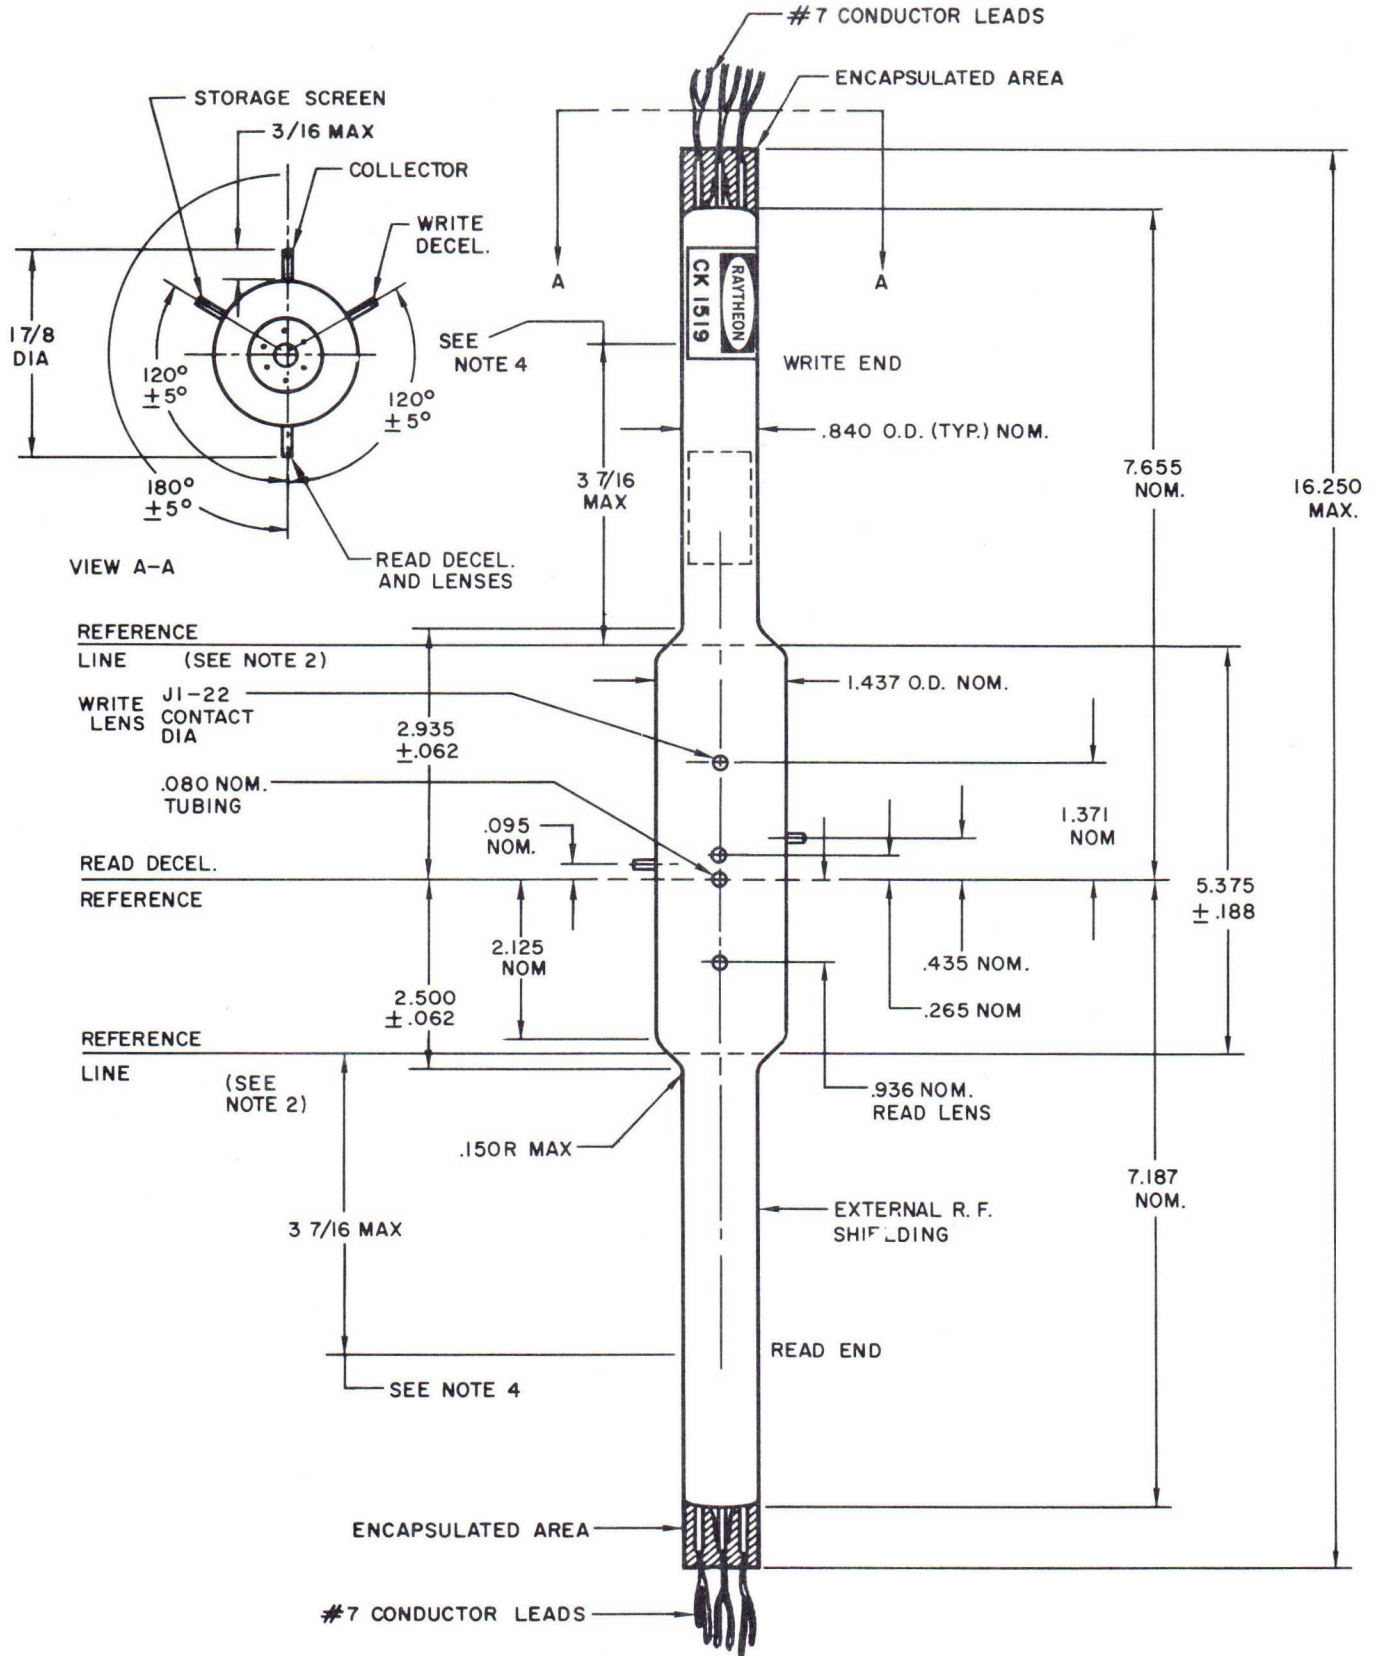 #7 CONDUCTOR LEADS
ENCAPSULATED AREA
STORAGE SCREEN
3/16 MAX
COLLECTOR
WRITE
DECEL.
A
A
RAYTHEON
CK 1519
17/8
DIA
SEE
NOTE 4
WRITE END
120°
±5°
120°
±5°
.840 O.D. (TYP.) NOM.
7.655
NOM.
3 7/16
MAX
16.250
MAX.
180°
±5°
VIEW A-A
READ DECEL.
AND LENSES
REFERENCE
LINE (SEE NOTE 2)
1.437 O.D. NOM.
WRITE
LENS
J1-22
CONTACT
DIA
2.935
±.062
.080 NOM.
TUBING
.095
NOM.
1.371
NOM
READ DECEL.
REFERENCE
5.375
±.188
2.125
NOM
.435 NOM.
2.500
±.062
.265 NOM
REFERENCE
LINE
(SEE
NOTE 2)
.936 NOM.
READ LENS
.150R MAX
7.187
NOM.
3 7/16 MAX
EXTERNAL R.F.
SHIELDING
READ END
SEE NOTE 4
ENCAPSULATED AREA
#7 CONDUCTOR LEADS